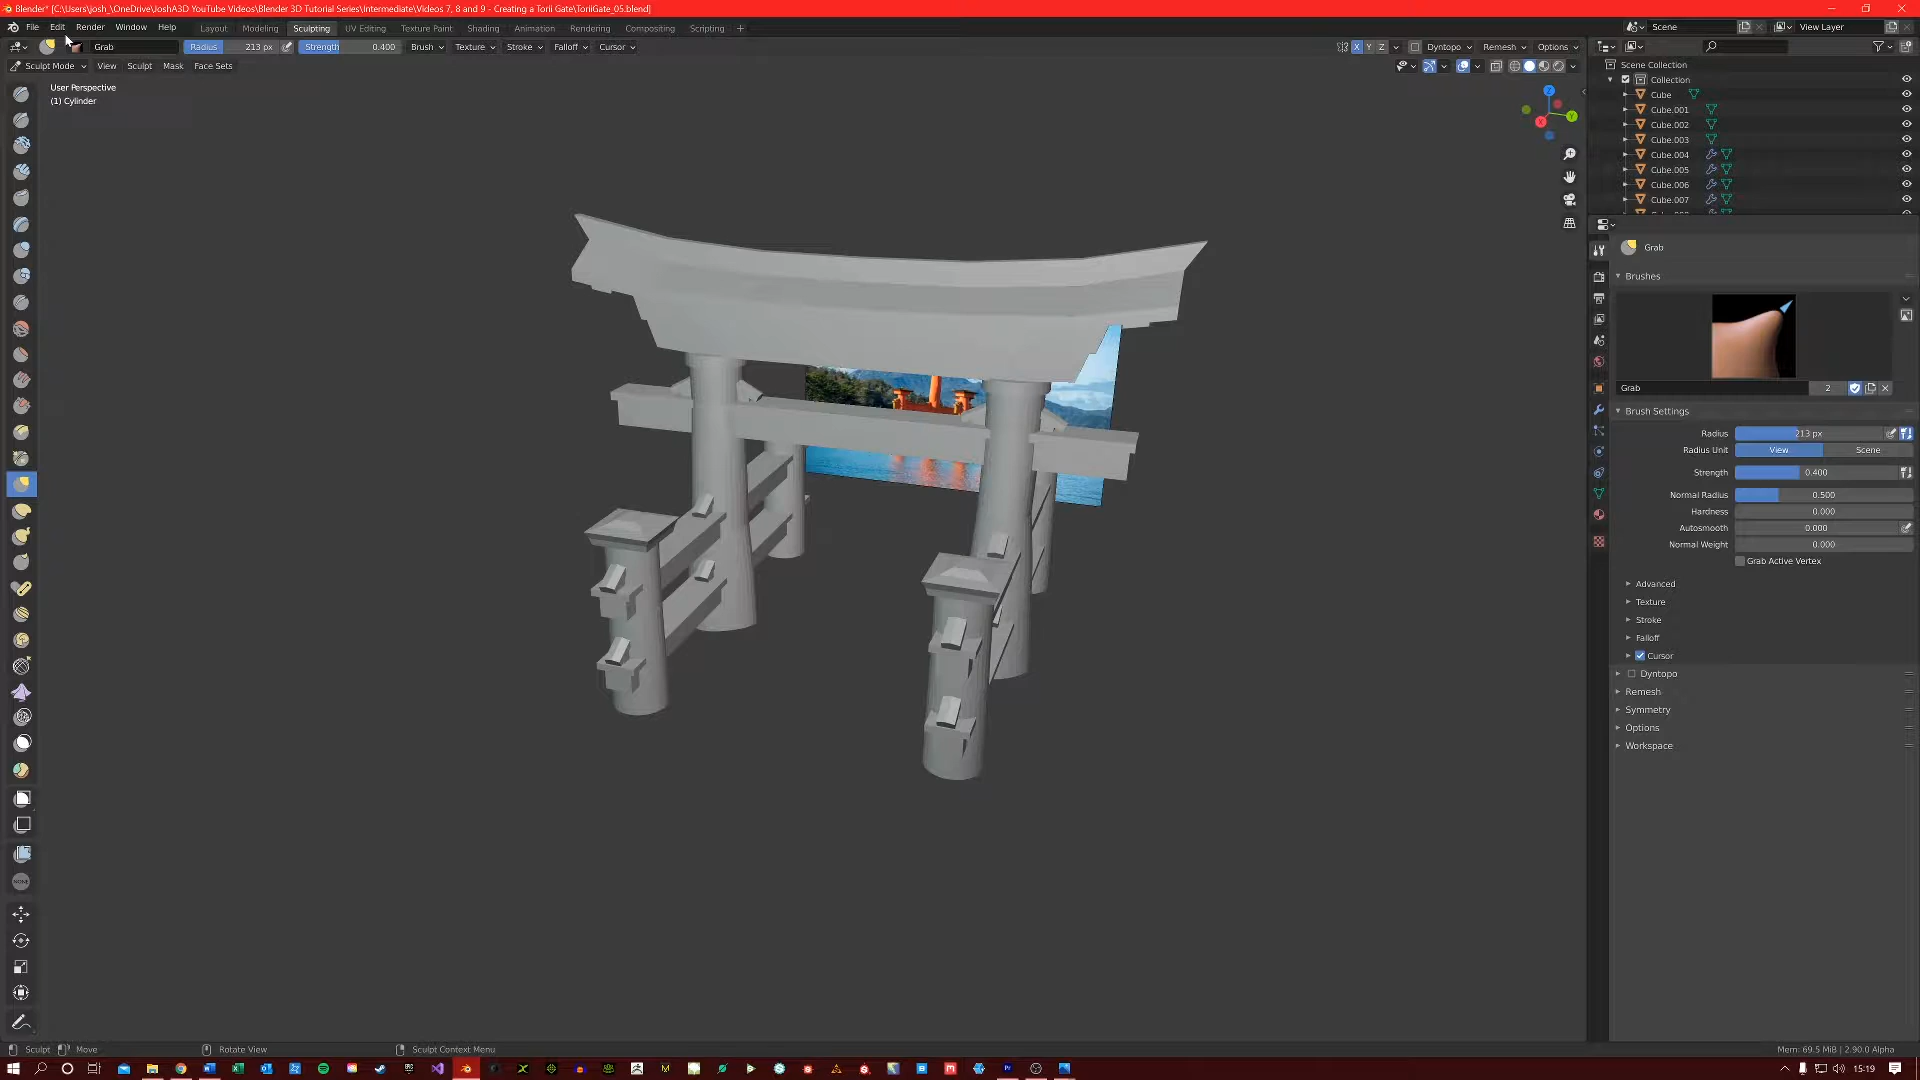 Blender* [C:\Users\josh_\OneDrive\JoshA3D YouTube Videos\Blender 3D Tutorial Series\Intermediate\Videos 7, 8 and 9 - Creating a Torii Gate\ToriiGate_05.blend]
File Edit Render Window Help Layout Modeling Sculpting UV Editing Texture Paint Shading Animation Rendering Compositing Scripting + Scene View Layer
Grab Radius 213 px Strength 0.400 Brush Texture Stroke Falloff Cursor X Y Z Dyntopo Remesh Options
Sculpt Mode View Sculpt Mask Face Sets
User Perspective
(1) Cylinder
Z
Y
X
NONE
Scene Collection
Collection
Cube
Cube.001
Cube.002
Cube.003
Cube.004
Cube.005
Cube.006
Cube.007
Grab
Brushes
Grab 2
Brush Settings
Radius 213 px
Radius Unit View Scene
Strength 0.400
Normal Radius 0.500
Hardness 0.000
Autosmooth 0.000
Normal Weight 0.000
Grab Active Vertex
Advanced
Texture
Stroke
Falloff
Cursor
Dyntopo
Remesh
Symmetry
Options
Workspace
Sculpt Move Rotate View Sculpt Context Menu Mem: 69.5 MiB | 2.90.0 Alpha
15:19